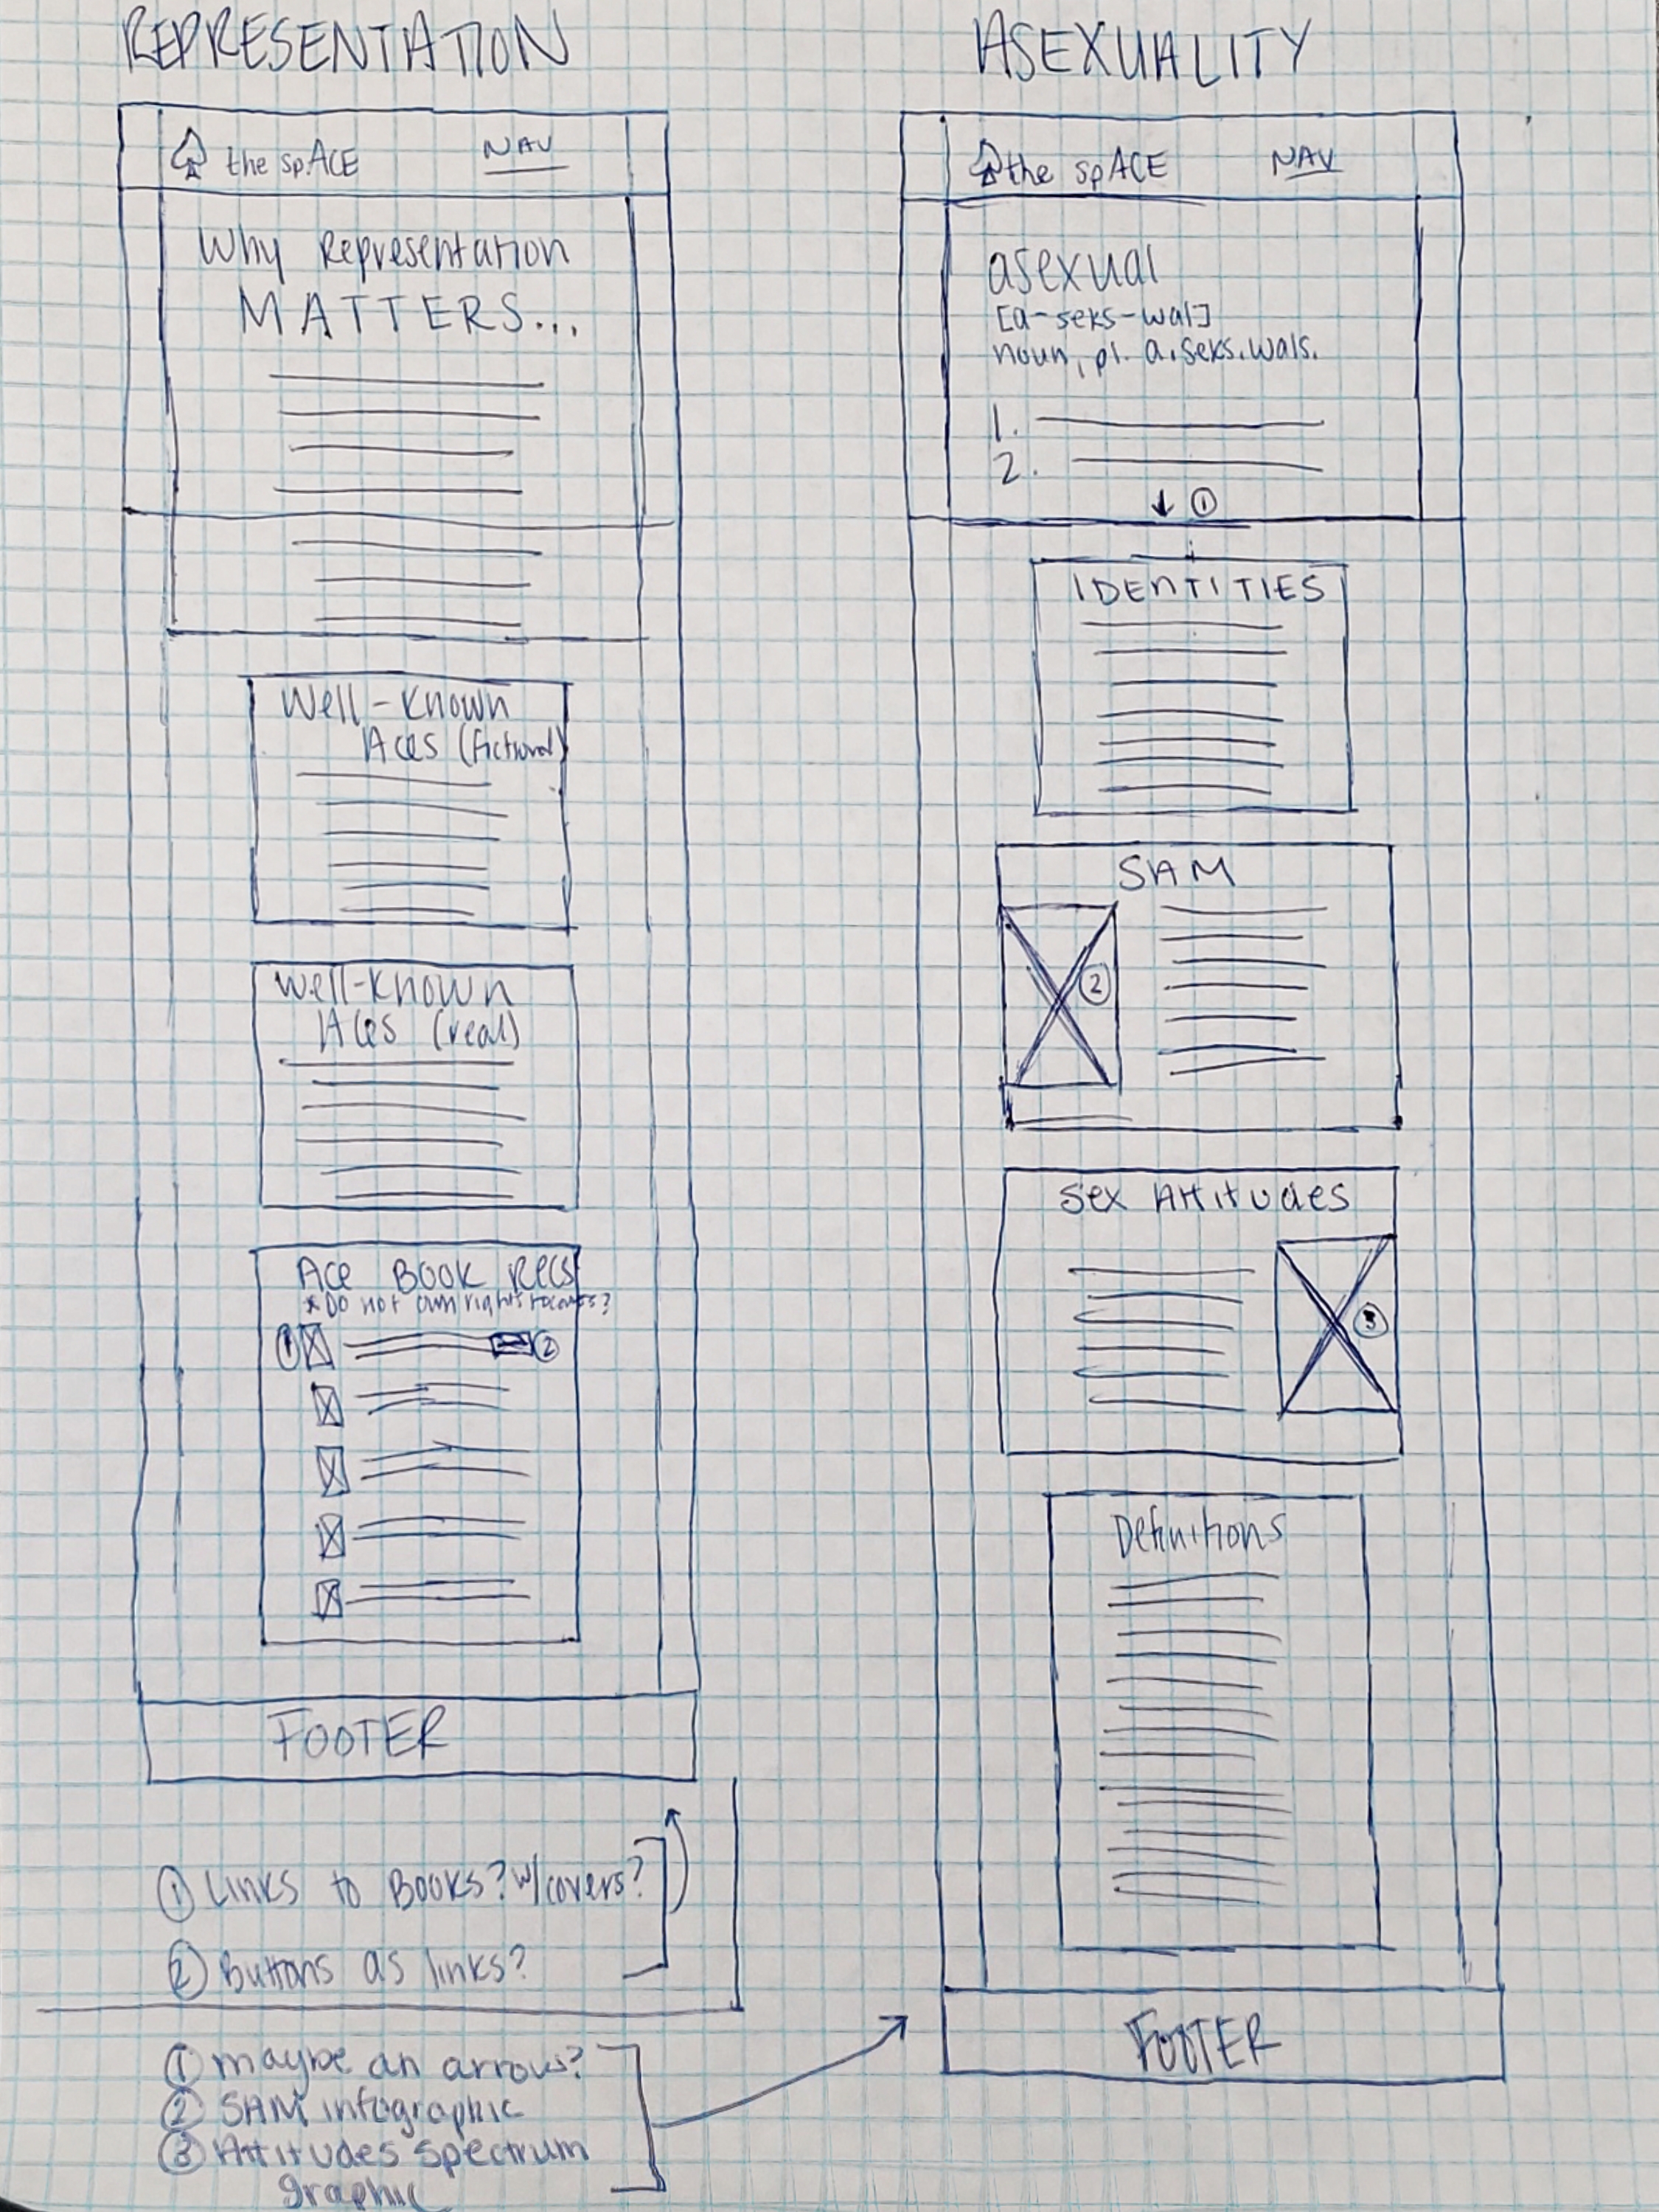 REPRESENTATION
the spACE NAV
Why Representation
MATTERS...
Well-Known
Aces (fictional)
Well-Known
Aces (real)
Ace Book Recs
*Do not own rights to covers?
1 2
FOOTER
1 Links to Books? w/covers?
2 Buttons as links?
1 maybe an arrow?
2 SAM infographic
3 Attitudes spectrum
graphic
ASEXUALITY
the spACE NAV
asexual
[a-seks-wal]
noun, pl. a.seks.wals.
1.
2.
1
IDENTITIES
SAM
2
Sex Attitudes
3
Definitions
FOOTER